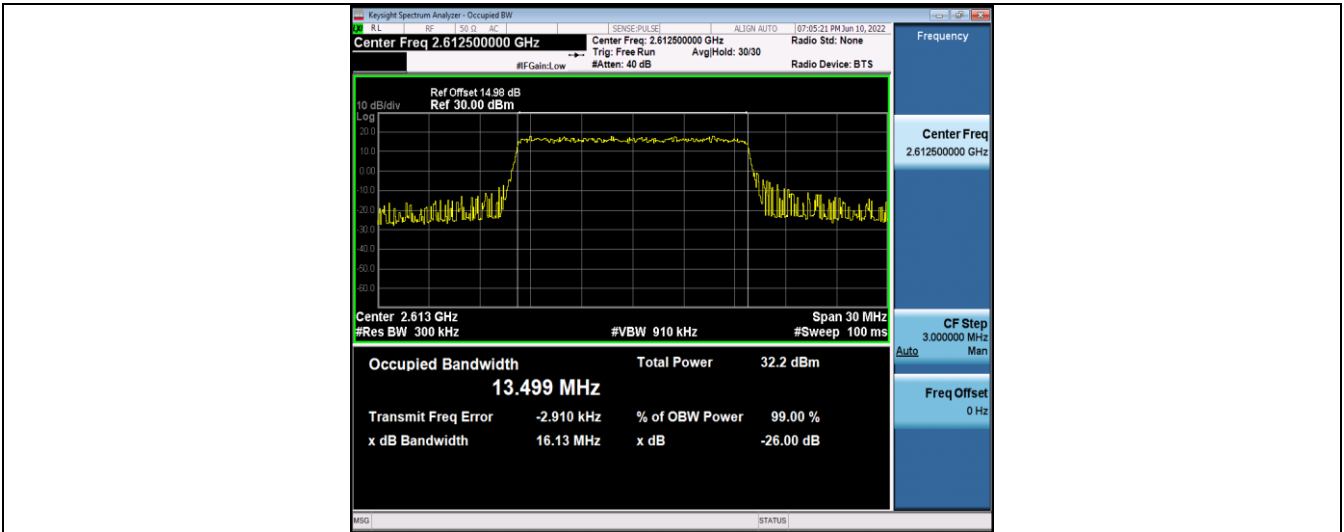 Keysight Spectrum Analyzer - Occupied BW
RL RF 50 Ω AC SENSE:PULSE ALIGN AUTO 07:05:21 PM Jun 10, 2022
Center Freq 2.612500000 GHz
Center Freq: 2.612500000 GHz Radio Std: None
Trig: Free Run Avg|Hold: 30/30
#IFGain:Low #Atten: 40 dB Radio Device: BTS
Ref Offset 14.98 dB
10 dB/div Ref 30.00 dBm
Log
20.0
10.0
0.00
-10.0
-20.0
-30.0
-40.0
-50.0
-60.0
Center 2.613 GHz Span 30 MHz
#Res BW 300 kHz #VBW 910 kHz #Sweep 100 ms
Occupied Bandwidth Total Power 32.2 dBm
13.499 MHz
Transmit Freq Error -2.910 kHz % of OBW Power 99.00 %
x dB Bandwidth 16.13 MHz x dB -26.00 dB
MSG STATUS
Frequency
Center Freq
2.612500000 GHz
CF Step
3.000000 MHz
Auto Man
Freq Offset
0 Hz